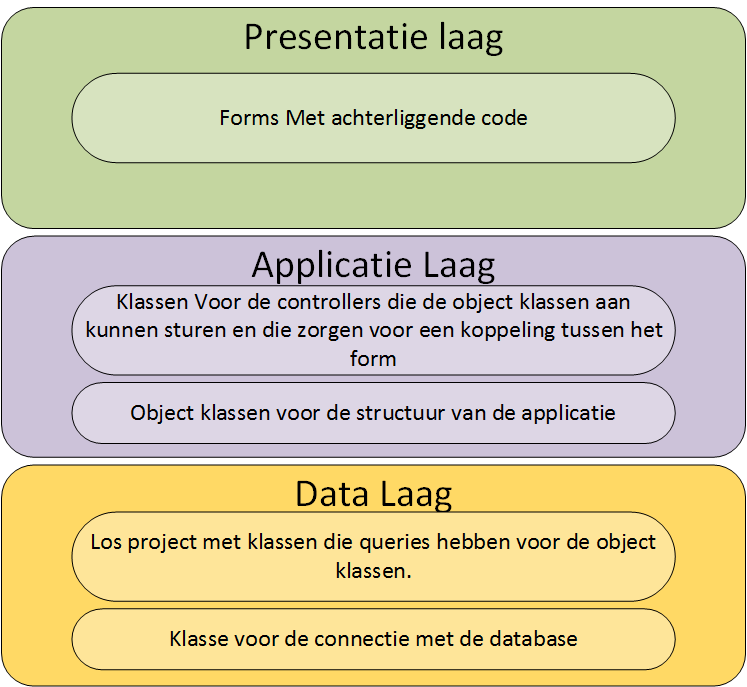 Presentatie laag
Forms Met achterliggende code
Applicatie Laag
Klassen Voor de controllers die de object klassen aan
kunnen sturen en die zorgen voor een koppeling tussen het
form
Object klassen voor de structuur van de applicatie
Data Laag
Los project met klassen die queries hebben voor de object
klassen.
Klasse voor de connectie met de database